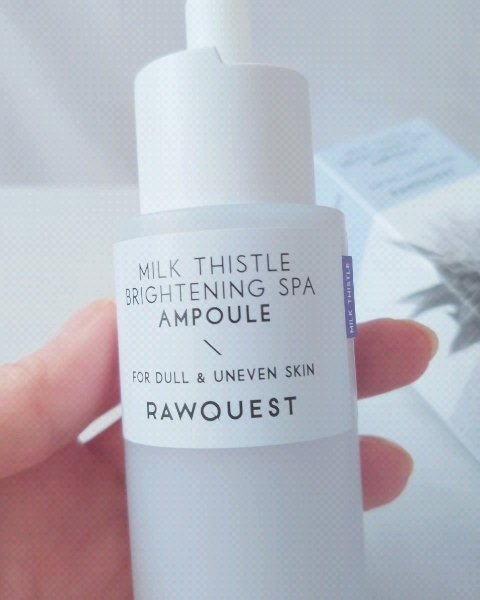 MILK THISTLE
BRIGHTENING SPA
AMPOULE
FOR DULL & UNEVEN SKIN
RAWQUEST
MILK THISTLE